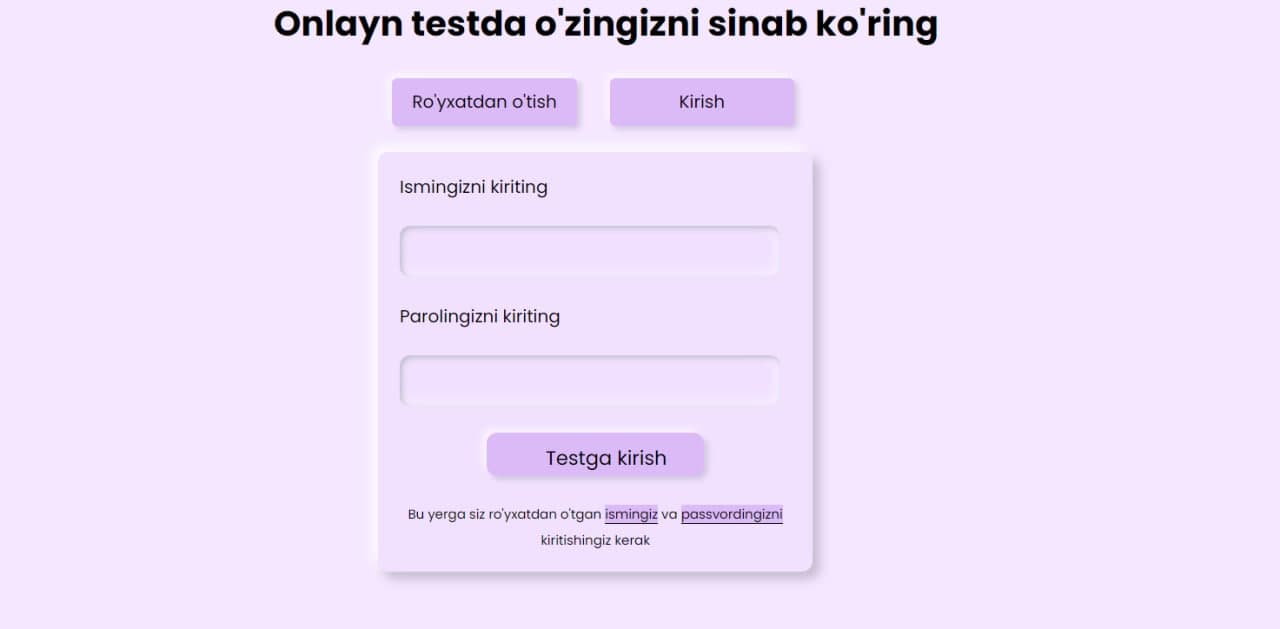 Onlayn testda o'zingizni sinab ko'ring
Ro'yxatdan o'tish
Kirish
Ismingizni kiriting
Parolingizni kiriting
Testga kirish
Bu yerga siz ro'yxatdan o'tgan ismingiz va passvordingizni
kiritishingiz kerak